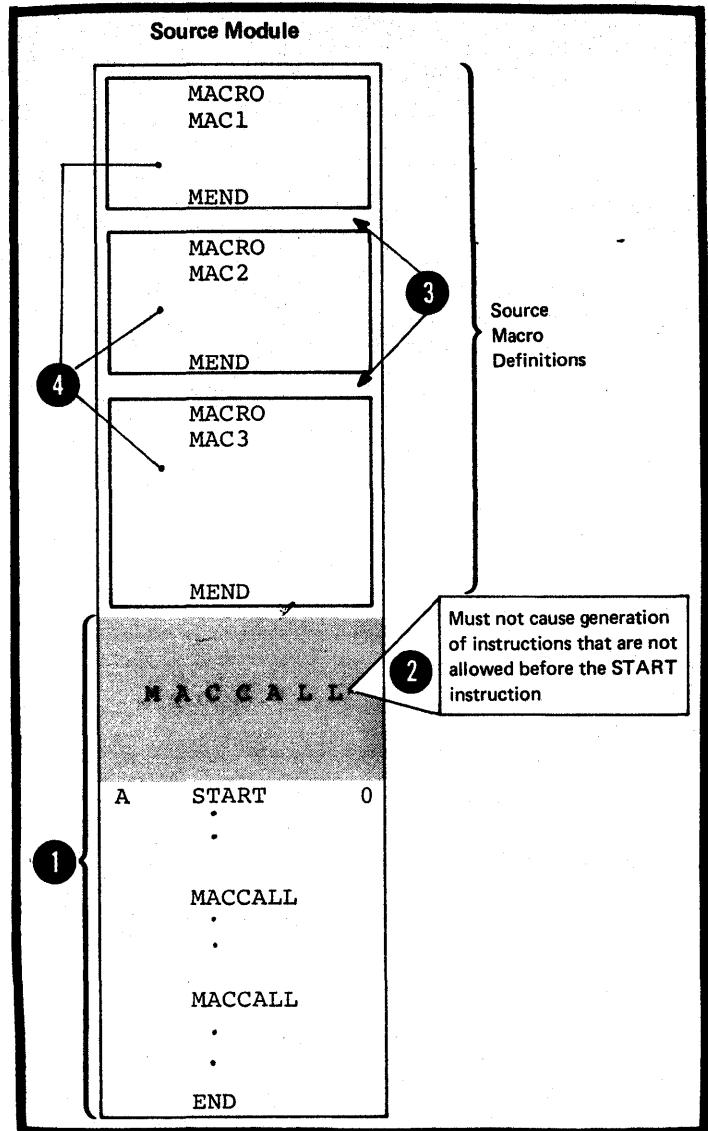 Source Module
MACRO
MAC1
MEND
MACRO
MAC2
MEND
MACRO
MAC3
MEND
3
4
Source
Macro
Definitions
MACCALL
2
Must not cause generation
of instructions that are not
allowed before the START
instruction
1
A START 0
MACCALL
MACCALL
END